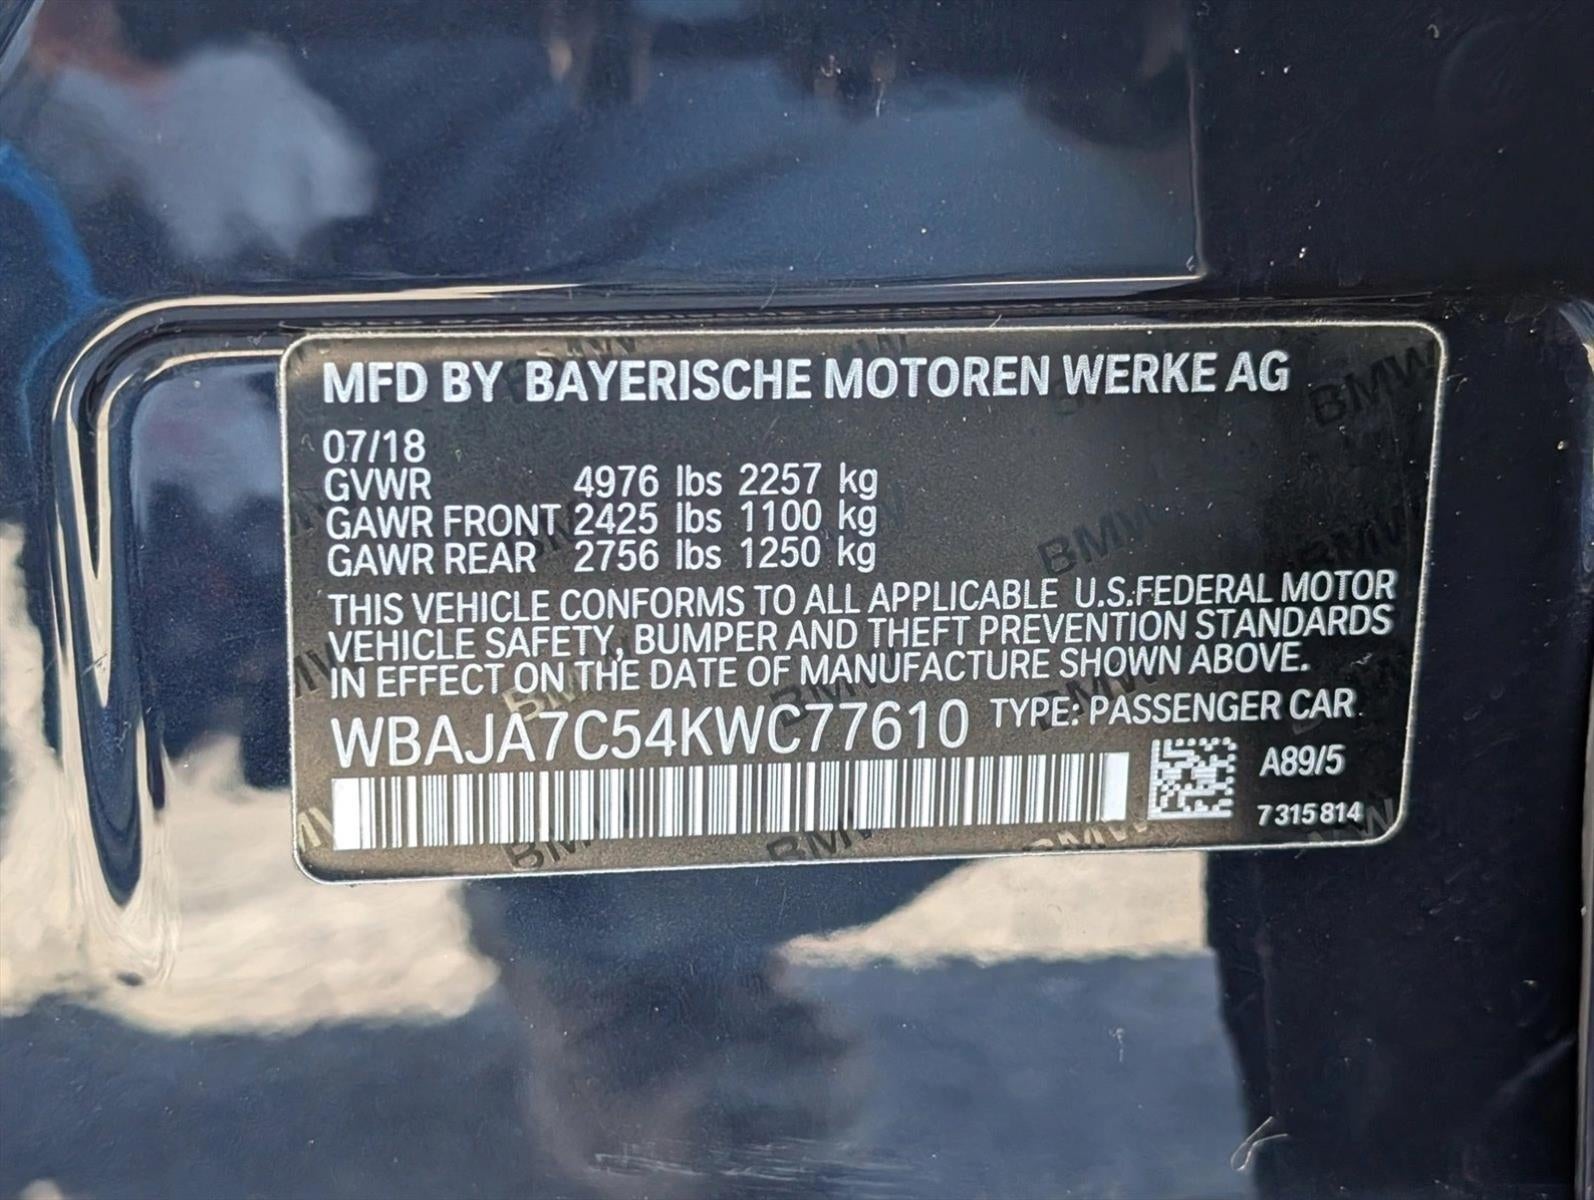 MFD BY BAYERISCHE MOTOREN WERKE AG
07/18
GVWR 4976 lbs 2257 kg
GAWR FRONT 2425 lbs 1100 kg
GAWR REAR 2756 lbs 1250 kg
THIS VEHICLE CONFORMS TO ALL APPLICABLE U.S.FEDERAL MOTOR
VEHICLE SAFETY, BUMPER AND THEFT PREVENTION STANDARDS
IN EFFECT ON THE DATE OF MANUFACTURE SHOWN ABOVE.
WBAJA7C54KWC77610 TYPE: PASSENGER CAR
A89/5
7 315 814